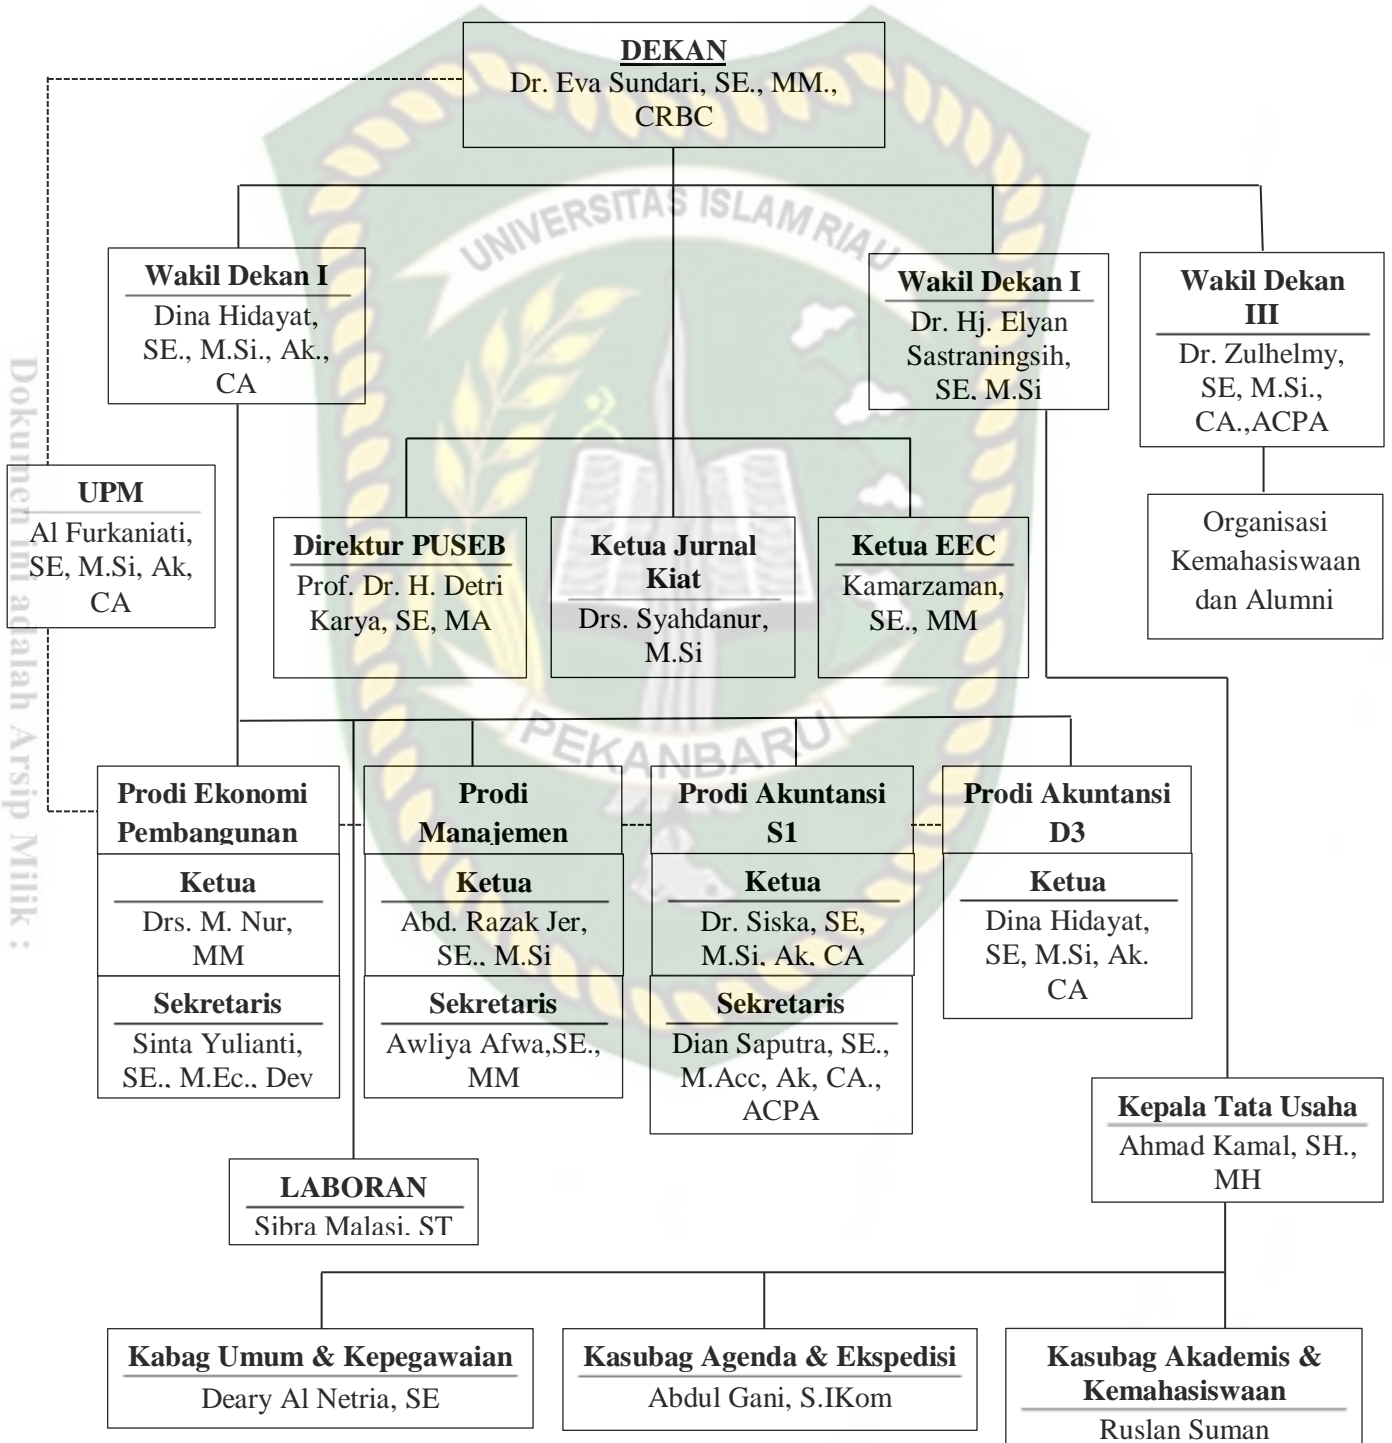 DEKAN
Dr. Eva Sundari, SE., MM.,
CRBC
UNIVERSITAS ISLAM RIAU
Wakil Dekan I
Dina Hidayat,
SE., M.Si., Ak.,
CA
Wakil Dekan I
Dr. Hj. Elyan
Sastraningsih,
SE, M.Si
Wakil Dekan
III
Dr. Zulhelmy,
SE, M.Si.,
CA.,ACPA
Dokumen ini adalah Arsip Milik :
UPM
Al Furkaniati,
SE, M.Si, Ak,
CA
Direktur PUSEB
Prof. Dr. H. Detri
Karya, SE, MA
Ketua Jurnal
Kiat
Drs. Syahdanur,
M.Si
Ketua EEC
Kamarzaman,
SE., MM
Organisasi
Kemahasiswaan
dan Alumni
PEKANBARU
Prodi Ekonomi
Pembangunan
Ketua
Drs. M. Nur,
MM
Sekretaris
Sinta Yulianti,
SE., M.Ec., Dev
Prodi
Manajemen
Ketua
Abd. Razak Jer,
SE., M.Si
Sekretaris
Awliya Afwa,SE.,
MM
Prodi Akuntansi
S1
Ketua
Dr. Siska, SE,
M.Si, Ak, CA
Sekretaris
Dian Saputra, SE.,
M.Acc, Ak, CA.,
ACPA
Prodi Akuntansi
D3
Ketua
Dina Hidayat,
SE, M.Si, Ak.
CA
LABORAN
Sibra Malasi, ST
Kepala Tata Usaha
Ahmad Kamal, SH.,
MH
Kabag Umum & Kepegawaian
Deary Al Netria, SE
Kasubag Agenda & Ekspedisi
Abdul Gani, S.IKom
Kasubag Akademis &
Kemahasiswaan
Ruslan Suman